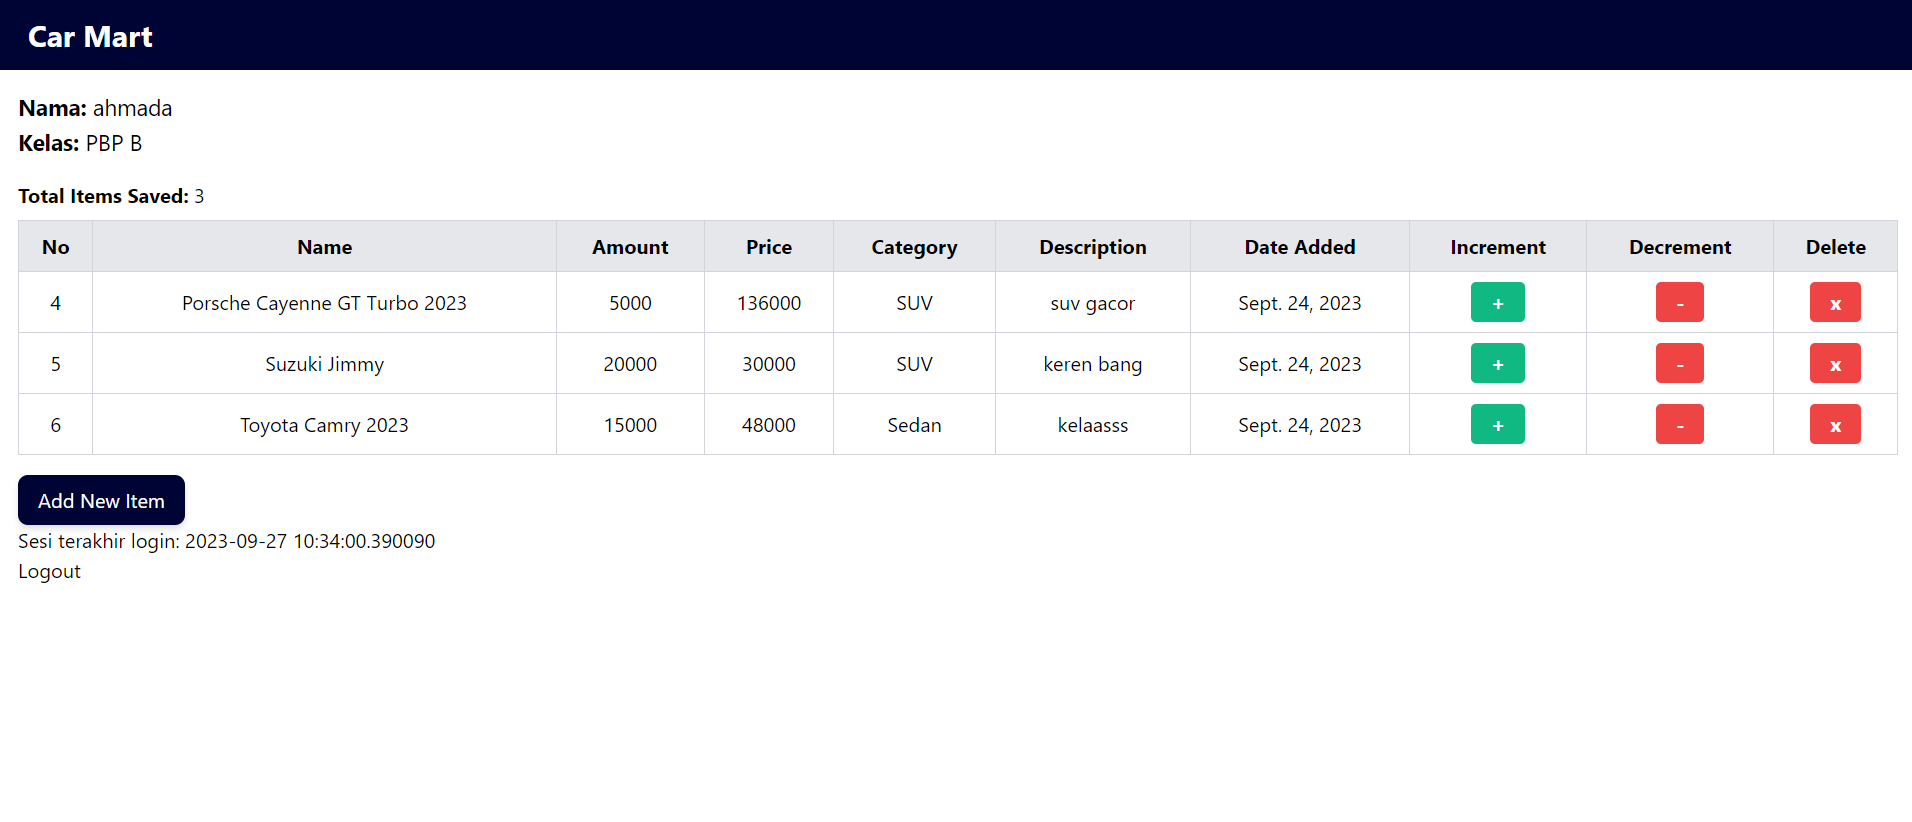 Car Mart
Nama: ahmada
Kelas: PBP B
Total Items Saved: 3
No Name Amount Price Category Description Date Added Increment Decrement Delete
4 Porsche Cayenne GT Turbo 2023 5000 136000 SUV suv gacor Sept. 24, 2023 + - x
5 Suzuki Jimmy 20000 30000 SUV keren bang Sept. 24, 2023 + - x
6 Toyota Camry 2023 15000 48000 Sedan kelaasss Sept. 24, 2023 + - x
Add New Item
Sesi terakhir login: 2023-09-27 10:34:00.390090
Logout